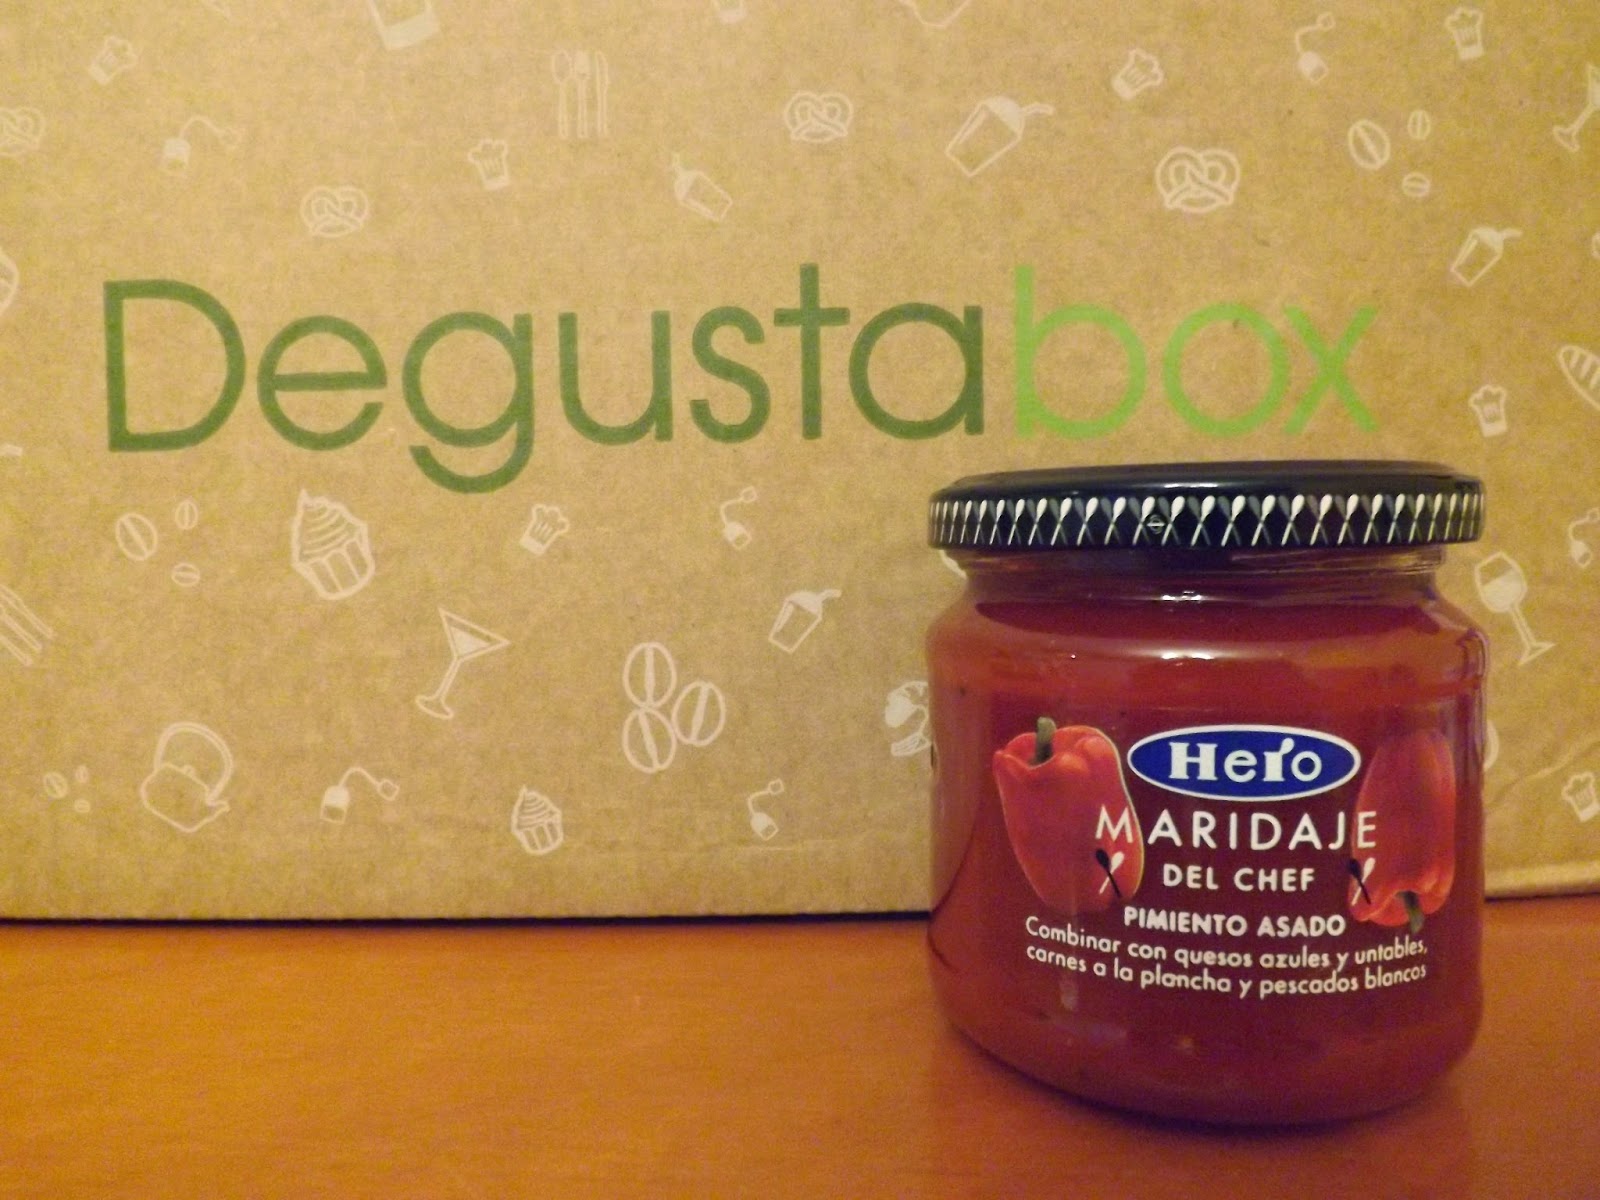 Degustabox
Hero
MARIDAJE
DEL CHEF
PIMIENTO ASADO
Combinar con quesos azules y untables,
carnes a la plancha y pescados blancos